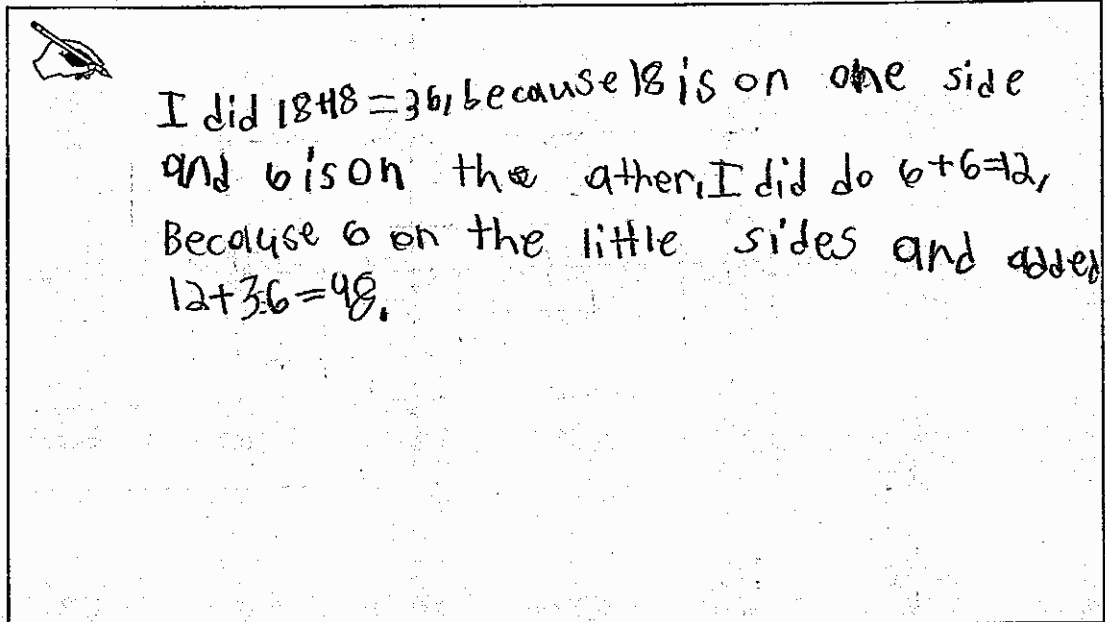 I did 18+18=36, because 18 is on one side
and 6 is on the ather, I did do 6+6=12,
Because 6 on the little sides and added
12+36=48.